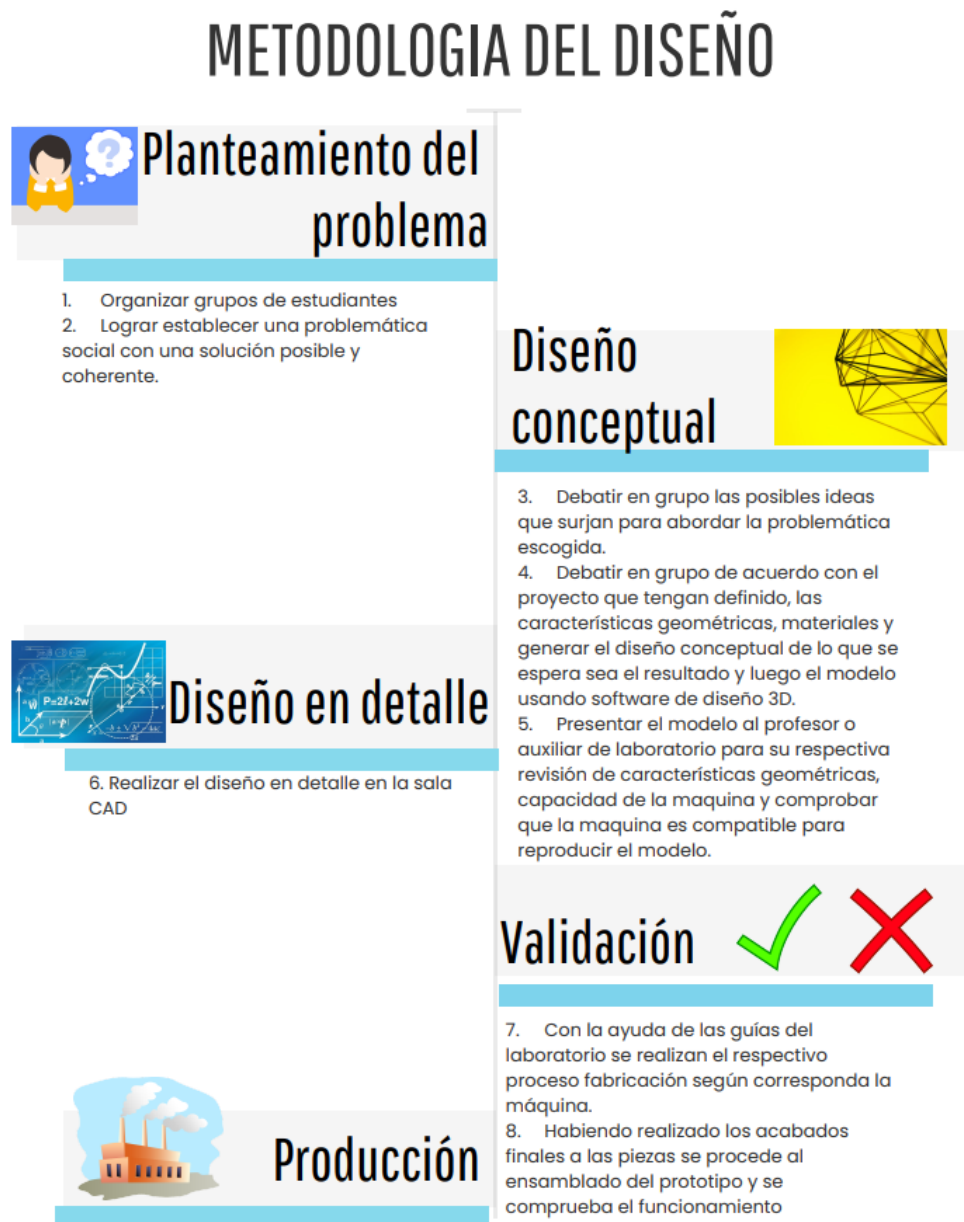 METODOLOGIA DEL DISEÑO
Planteamiento del
problema
1. Organizar grupos de estudiantes
2. Lograr establecer una problemática
social con una solución posible y
coherente.
Diseño
conceptual
3. Debatir en grupo las posibles ideas
que surjan para abordar la problemática
escogida.
4. Debatir en grupo de acuerdo con el
proyecto que tengan definido, las
características geométricas, materiales y
generar el diseño conceptual de lo que se
espera sea el resultado y luego el modelo
usando software de diseño 3D.
5. Presentar el modelo al profesor o
auxiliar de laboratorio para su respectiva
revisión de características geométricas,
capacidad de la maquina y comprobar
que la maquina es compatible para
reproducir el modelo.
P=2ℓ+2w
Diseño en detalle
6. Realizar el diseño en detalle en la sala
CAD
Validación
7. Con la ayuda de las guías del
laboratorio se realizan el respectivo
proceso fabricación según corresponda la
máquina.
8. Habiendo realizado los acabados
finales a las piezas se procede al
ensamblado del prototipo y se
comprueba el funcionamiento
Producción